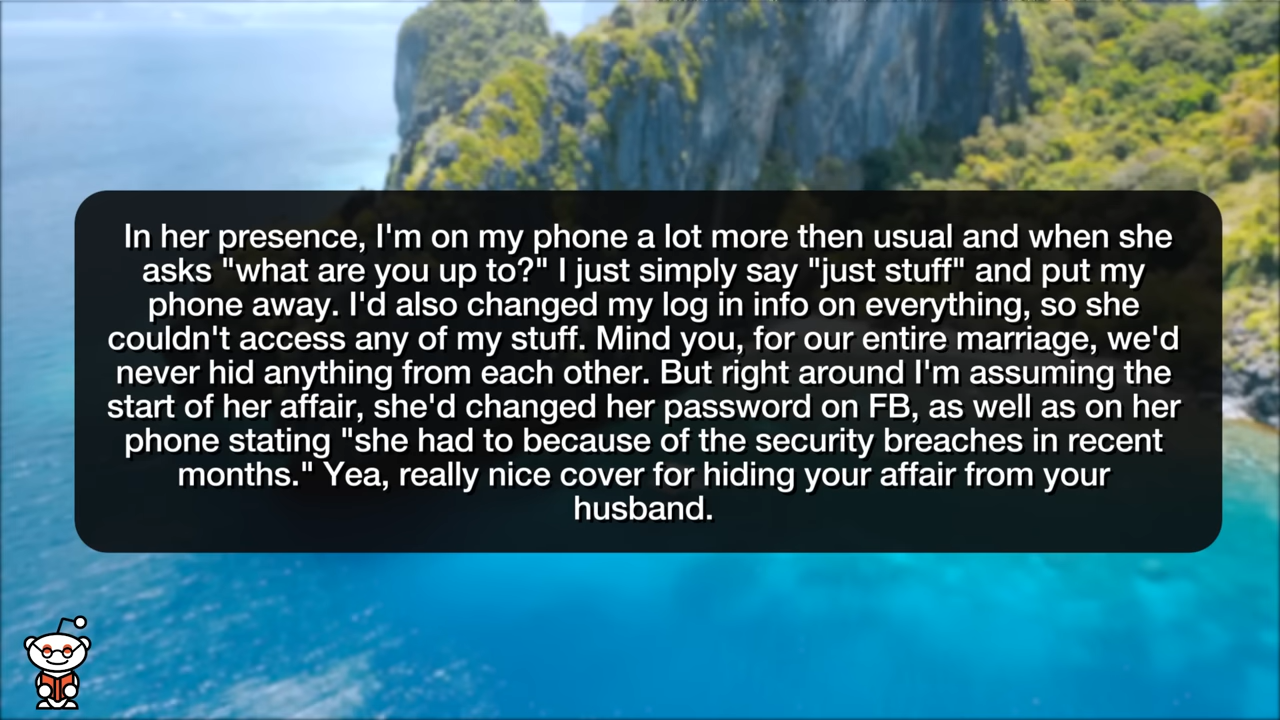 In her presence, I'm on my phone a lot more then usual and when she
asks "what are you up to?" I just simply say "just stuff" and put my
phone away. I'd also changed my log in info on everything, so she
couldn't access any of my stuff. Mind you, for our entire marriage, we'd
never hid anything from each other. But right around I'm assuming the
start of her affair, she'd changed her password on FB, as well as on her
phone stating "she had to because of the security breaches in recent
months." Yea, really nice cover for hiding your affair from your
husband.